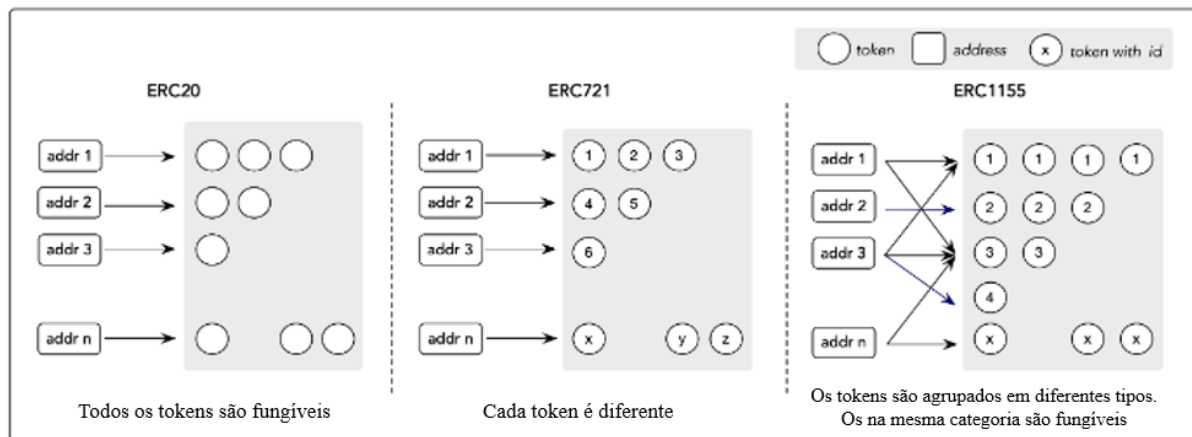 token address x token with id
ERC20 ERC721 ERC1155
addr 1 addr 1 1 2 3 addr 1 1 1 1 1
addr 2 addr 2 4 5 addr 2 2 2 2
addr 3 addr 3 6 addr 3 3 3
4
addr n addr n x y z addr n x x x
Todos os tokens são fungíveis
Cada token é diferente
Os tokens são agrupados em diferentes tipos.
Os na mesma categoria são fungíveis